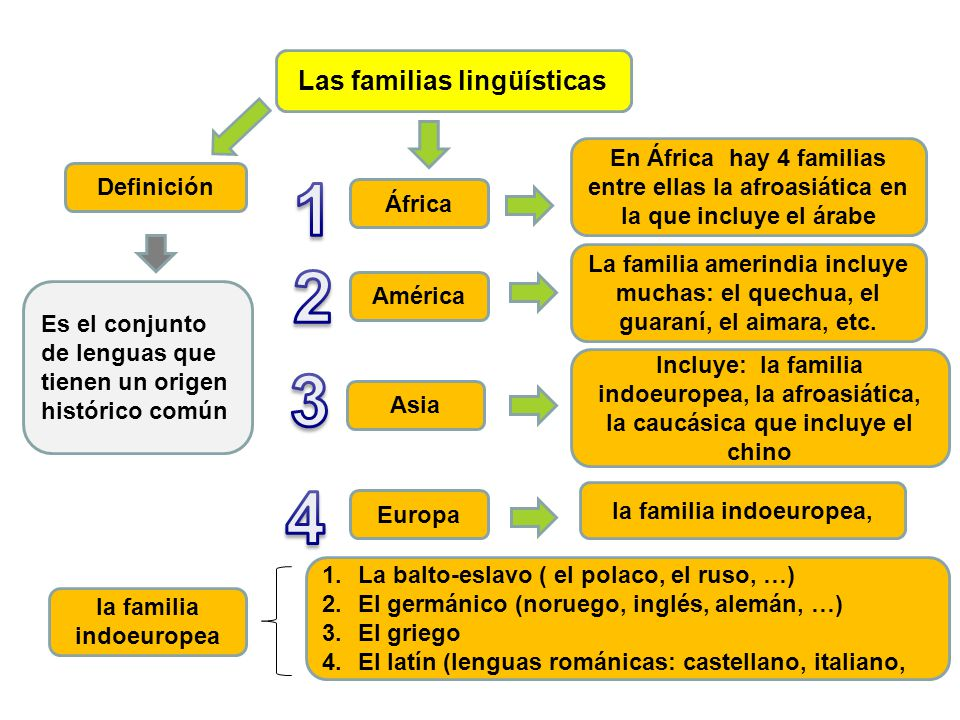 Las familias lingüísticas
Definición
Es el conjunto
de lenguas que
tienen un origen
histórico común
1
África
En África hay 4 familias
entre ellas la afroasiática en
la que incluye el árabe
2
América
La familia amerindia incluye
muchas: el quechua, el
guaraní, el aimara, etc.
3
Asia
Incluye: la familia
indoeuropea, la afroasiática,
la caucásica que incluye el
chino
4
Europa
la familia indoeuropea,
la familia
indoeuropea
1. La balto-eslavo ( el polaco, el ruso, …)
2. El germánico (noruego, inglés, alemán, …)
3. El griego
4. El latín (lenguas románicas: castellano, italiano,